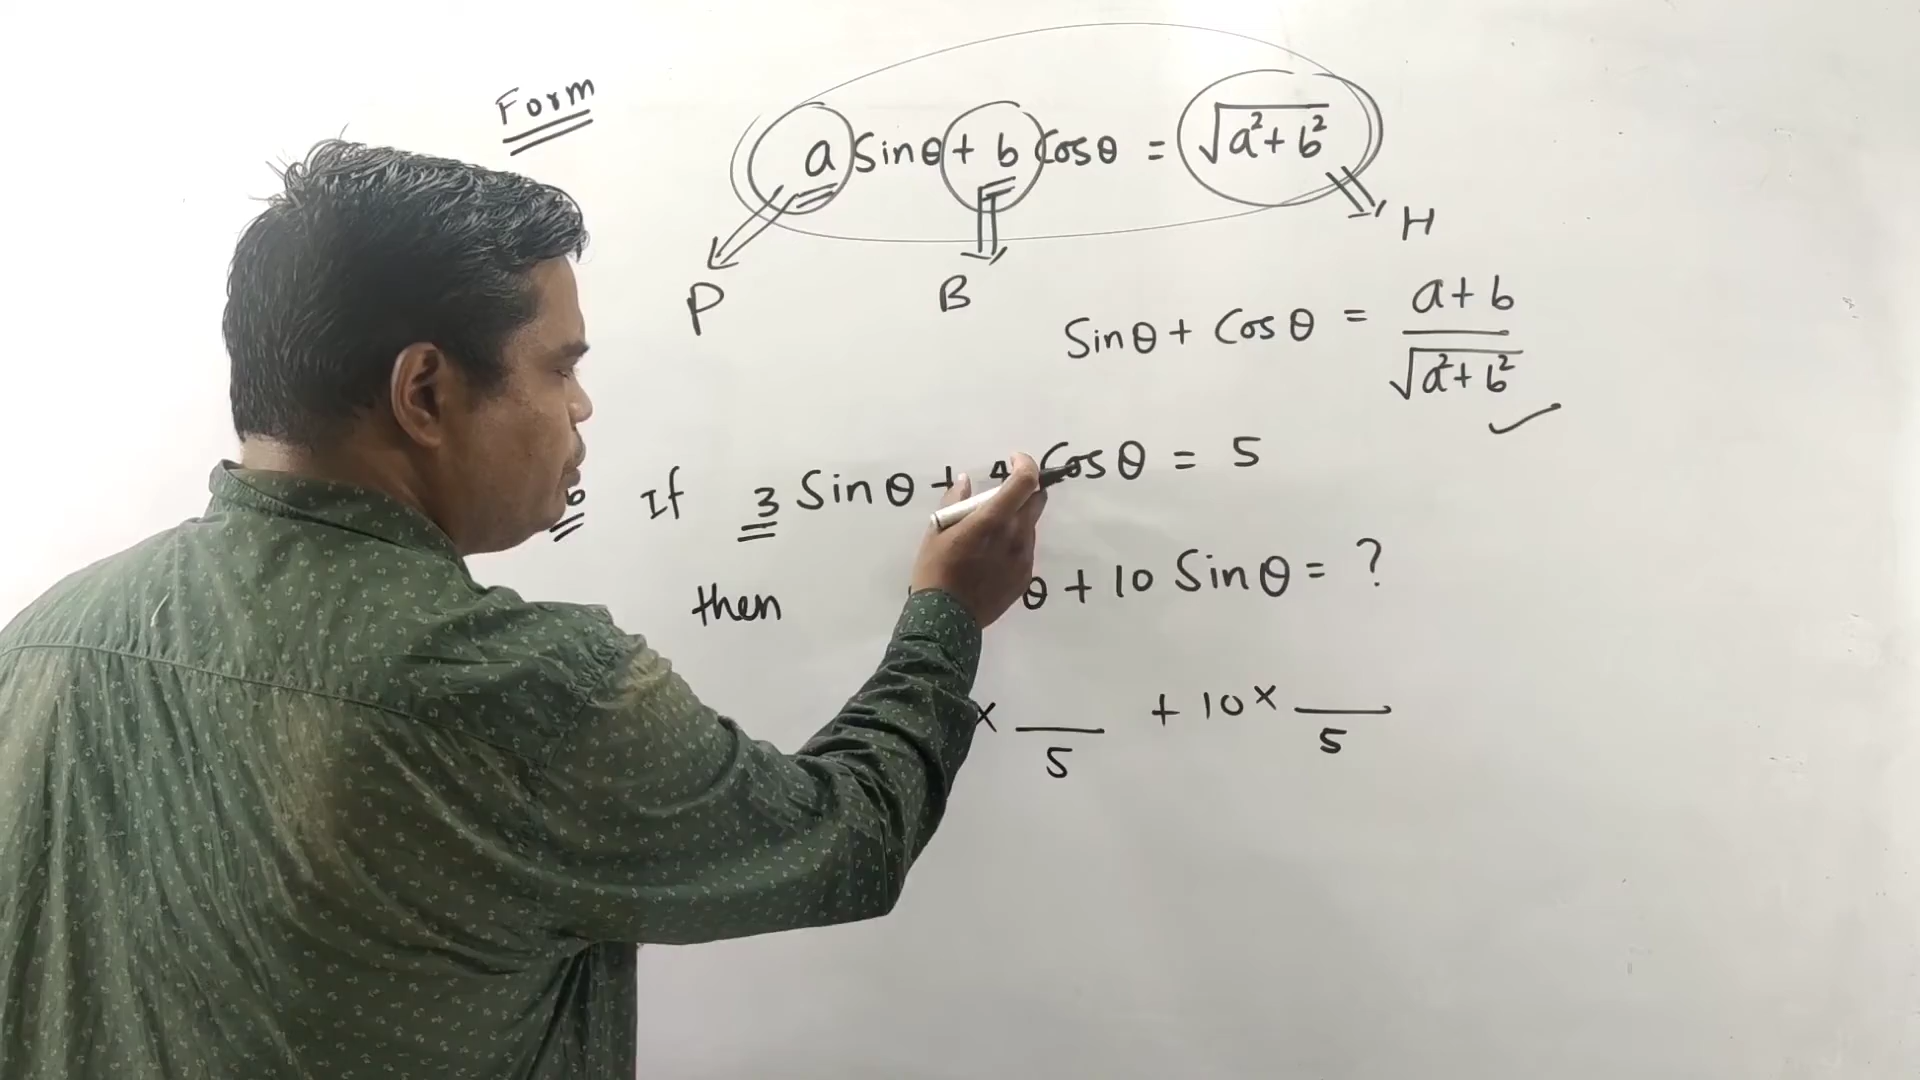 Form
a Sinθ + b Cosθ = √a²+b²
P B H
Sinθ + Cosθ = a+b / √a²+b²
If 3 Sinθ + 4 Cosθ = 5
then θ + 10 Sinθ = ?
× /5 + 10 × /5